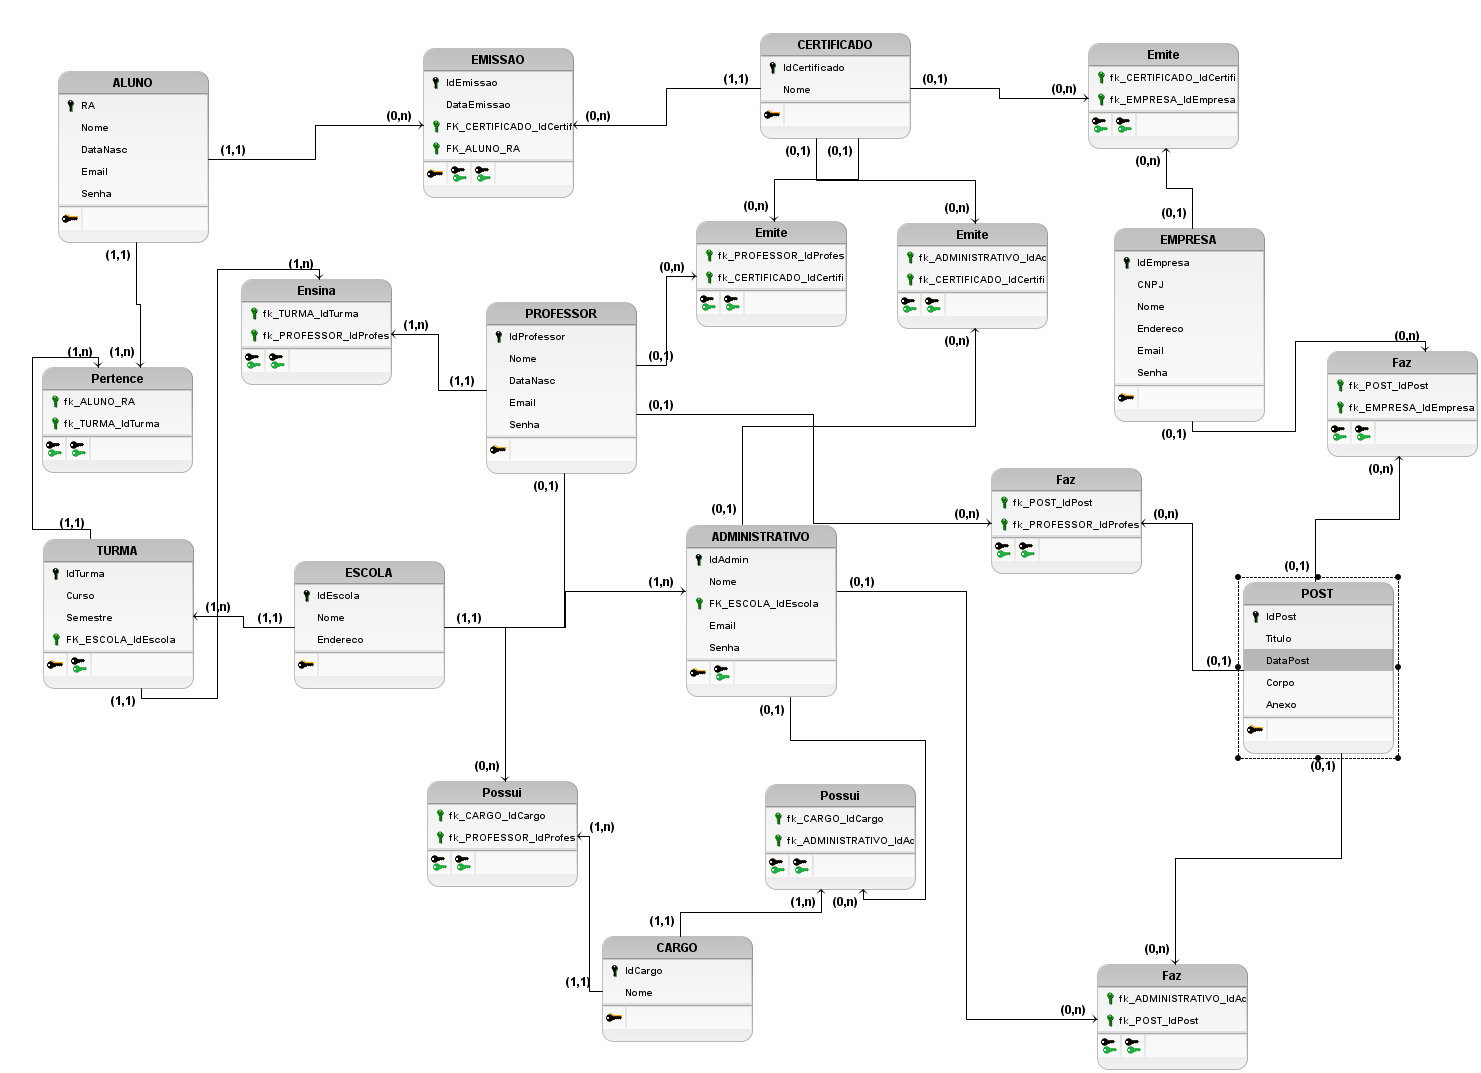 ALUNO
RA
Nome
DataNasc
Email
Senha
(1,1)
(1,1)
(0,n)
EMISSAO
IdEmissao
DataEmissao
FK_CERTIFICADO_IdCertif
FK_ALUNO_RA
(0,n)
(1,1)
CERTIFICADO
IdCertificado
Nome
(0,1)
(0,1)
(0,1)
(0,n)
Emite
fk_CERTIFICADO_IdCertifi
fk_EMPRESA_IdEmpresa
(0,n)
(0,1)
EMPRESA
IdEmpresa
CNPJ
Nome
Endereco
Email
Senha
(0,1)
(0,n)
Faz
fk_POST_IdPost
fk_EMPRESA_IdEmpresa
(0,n)
(0,n)
Emite
fk_PROFESSOR_IdProfes
fk_CERTIFICADO_IdCertifi
(0,n)
(0,n)
Emite
fk_ADMINISTRATIVO_IdAc
fk_CERTIFICADO_IdCertifi
(0,n)
(1,n)
Ensina
fk_TURMA_IdTurma
fk_PROFESSOR_IdProfes
(1,n)
(1,1)
PROFESSOR
IdProfessor
Nome
DataNasc
Email
Senha
(0,1)
(0,1)
(0,1)
(1,n)
(1,n)
Pertence
fk_ALUNO_RA
fk_TURMA_IdTurma
(1,1)
TURMA
IdTurma
Curso
Semestre
FK_ESCOLA_IdEscola
(1,1)
(1,n)
(1,1)
ESCOLA
IdEscola
Nome
Endereco
(1,1)
(1,n)
(0,1)
ADMINISTRATIVO
IdAdmin
Nome
FK_ESCOLA_IdEscola
Email
Senha
(0,1)
(0,1)
(0,n)
Faz
fk_POST_IdPost
fk_PROFESSOR_IdProfes
(0,n)
(0,1)
(0,1)
POST
IdPost
Titulo
DataPost
Corpo
Anexo
(0,1)
(0,n)
Possui
fk_CARGO_IdCargo
fk_PROFESSOR_IdProfes
(1,n)
Possui
fk_CARGO_IdCargo
fk_ADMINISTRATIVO_IdAc
(1,n)
(0,n)
(1,1)
(1,1)
CARGO
IdCargo
Nome
(0,n)
(0,n)
Faz
fk_ADMINISTRATIVO_IdAc
fk_POST_IdPost